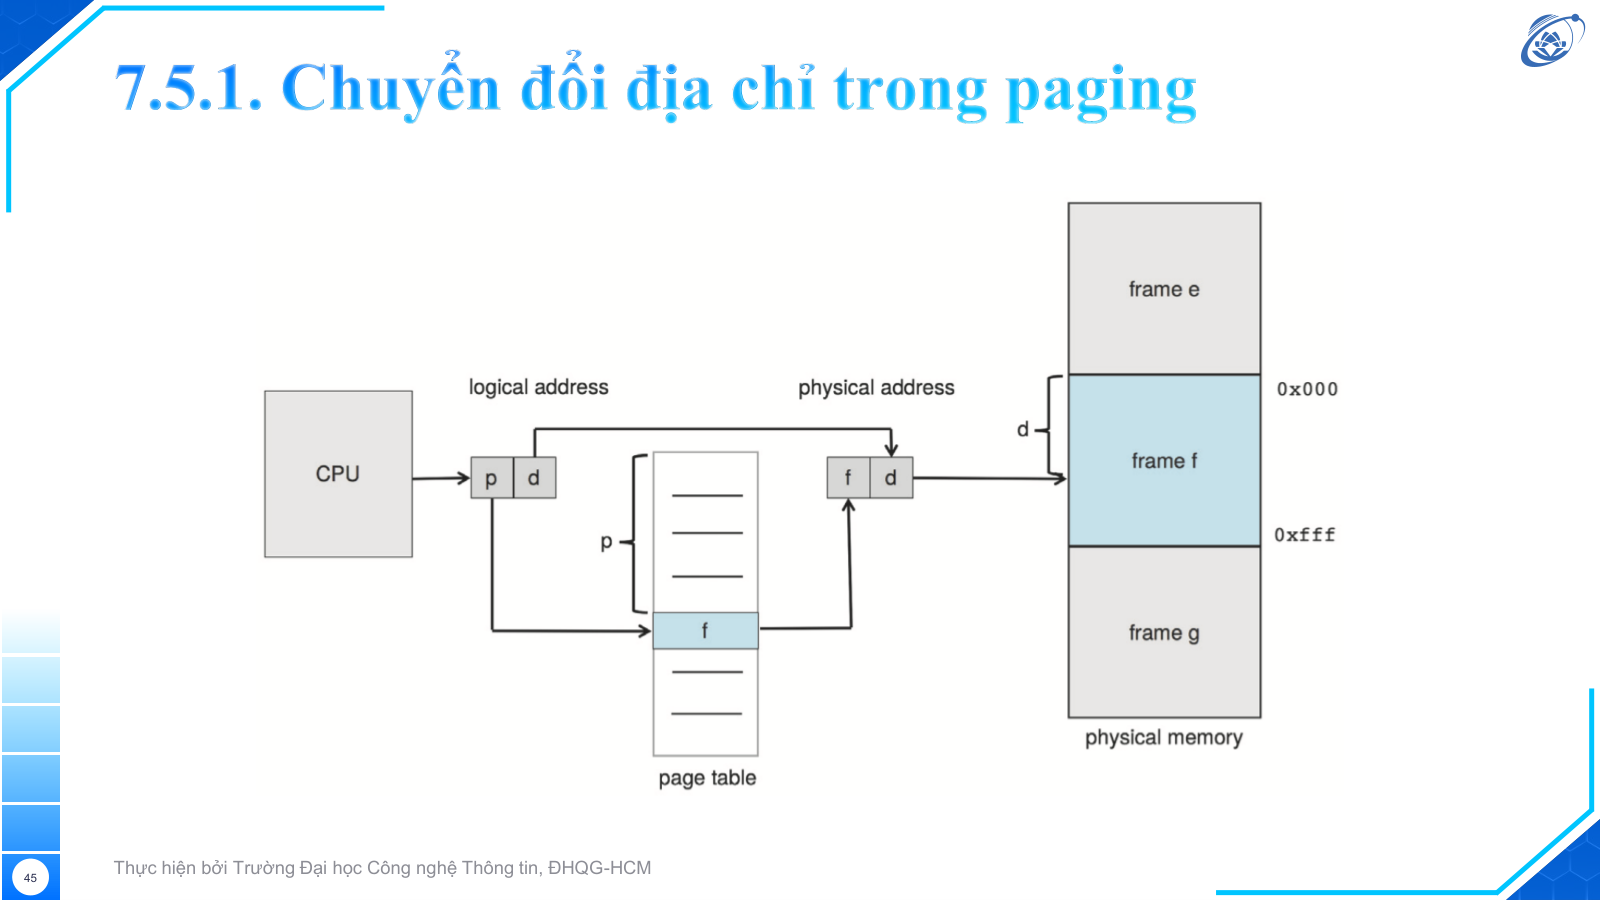 7.5.1. Chuyển đổi địa chỉ trong paging
frame e
logical address
physical address
0x000
d
CPU
p
d
f
d
frame f
p
0xfff
f
frame g
physical memory
page table
Thực hiện bởi Trường Đại học Công nghệ Thông tin, ĐHQG-HCM
45